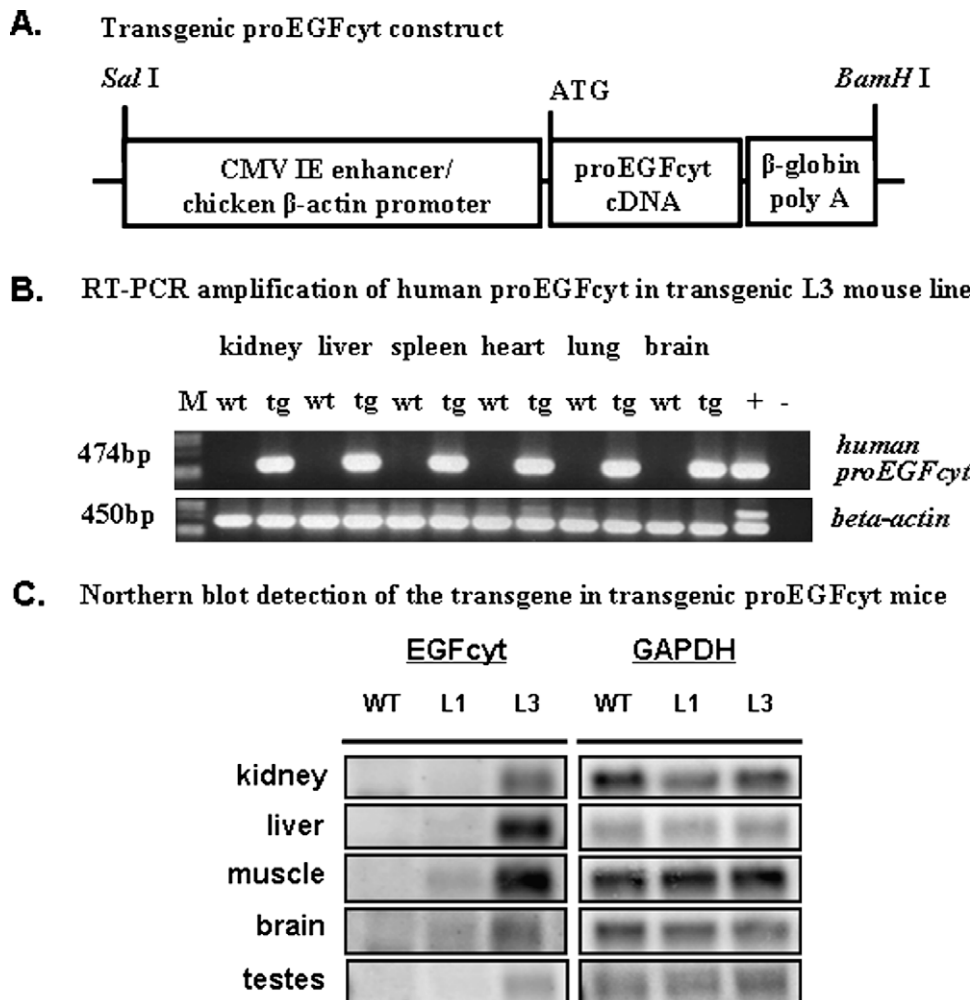 A. Transgenic proEGFcyt construct
Sal I
ATG
BamH I
CMV IE enhancer/
chicken β-actin promoter
proEGFcyt
cDNA
β-globin
poly A
B. RT-PCR amplification of human proEGFcyt in transgenic L3 mouse line
kidney liver spleen heart lung brain
M wt tg wt tg wt tg wt tg wt tg wt tg + -
474bp
human
proEGFcyt
450bp
beta-actin
C. Northern blot detection of the transgene in transgenic proEGFcyt mice
EGFcyt GAPDH
WT L1 L3 WT L1 L3
kidney
liver
muscle
brain
testes